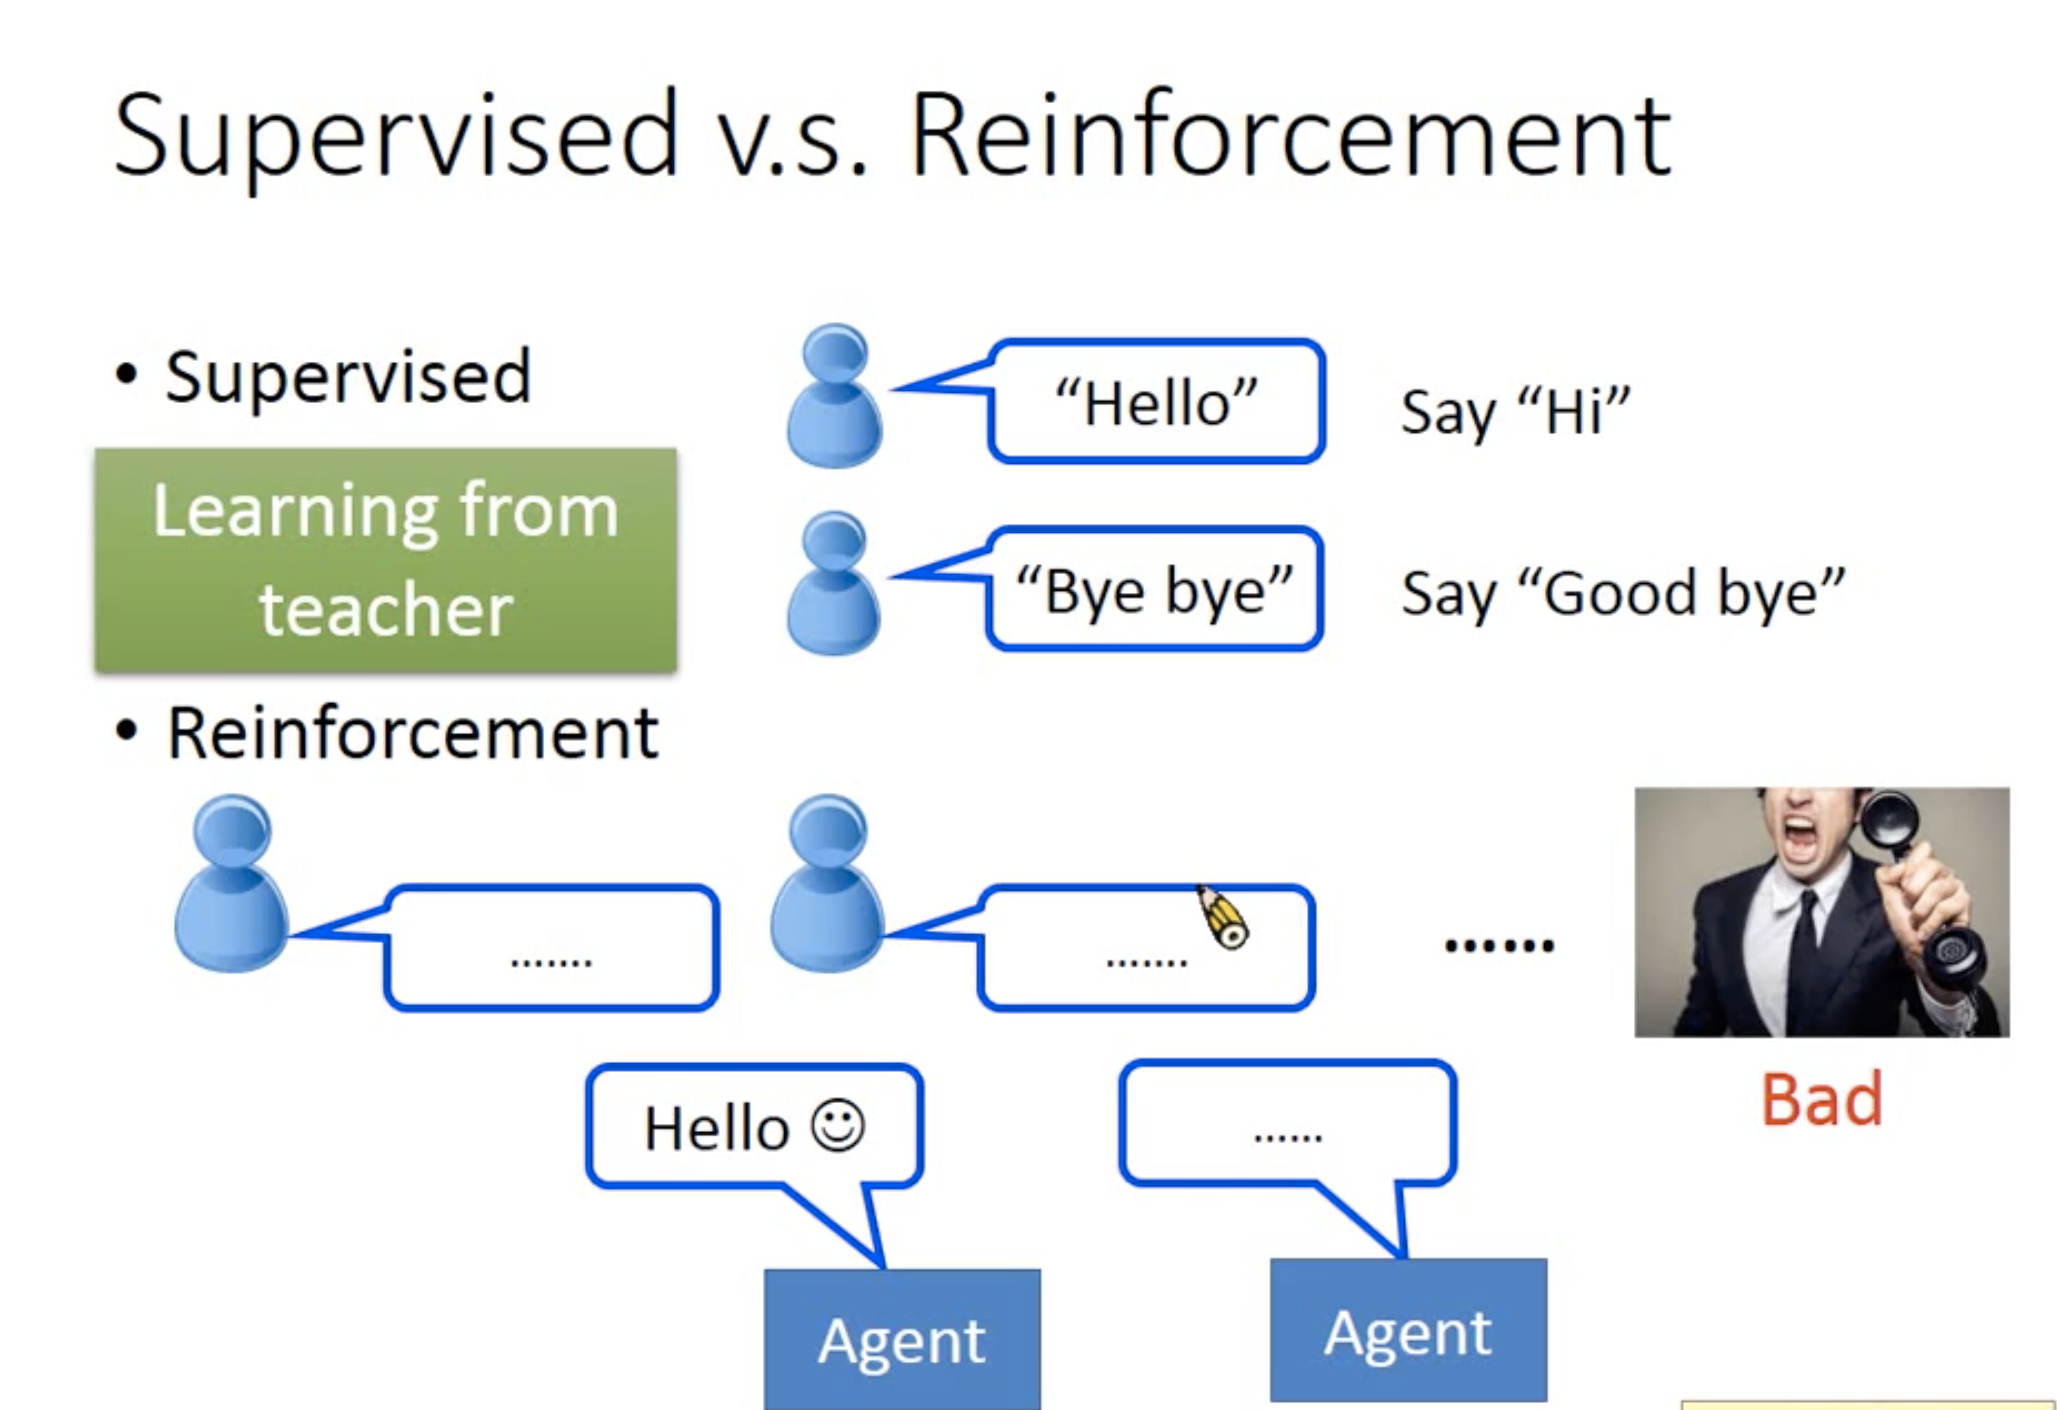 Supervised v.s. Reinforcement
• Supervised
“Hello”
Say “Hi”
Learning from
teacher
“Bye bye”
Say “Good bye”
• Reinforcement
.......
.......
......
Hello ☺
......
Bad
Agent
Agent